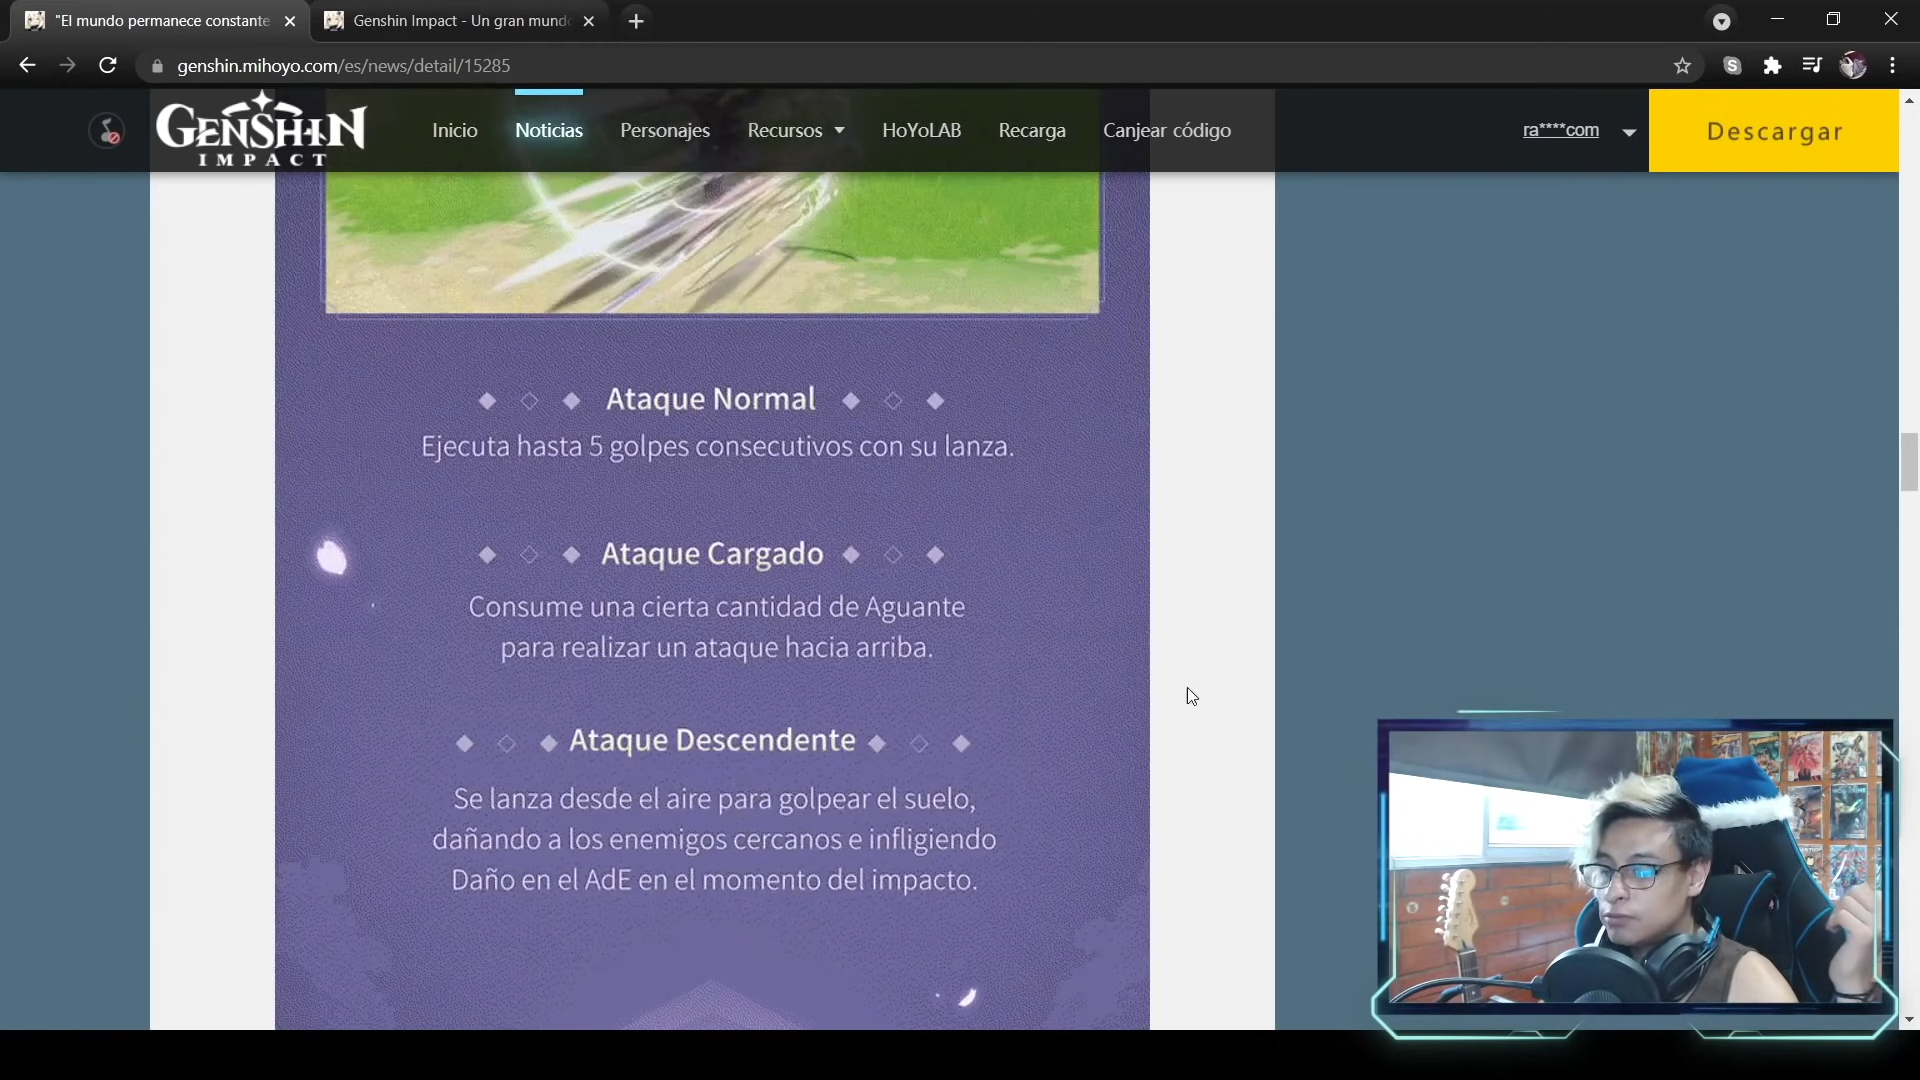 "El mundo permanece constante
Genshin Impact - Un gran mund
genshin.mihoyo.com/es/news/detail/15285
GENSHIN
IMPACT
Inicio
Noticias
Personajes
Recursos
HoYoLAB
Recarga
Canjear código
ra****com
Descargar
Ataque Normal
Ejecuta hasta 5 golpes consecutivos con su lanza.
Ataque Cargado
Consume una cierta cantidad de Aguante
para realizar un ataque hacia arriba.
Ataque Descendente
Se lanza desde el aire para golpear el suelo,
dañando a los enemigos cercanos e infligiendo
Daño en el AdE en el momento del impacto.